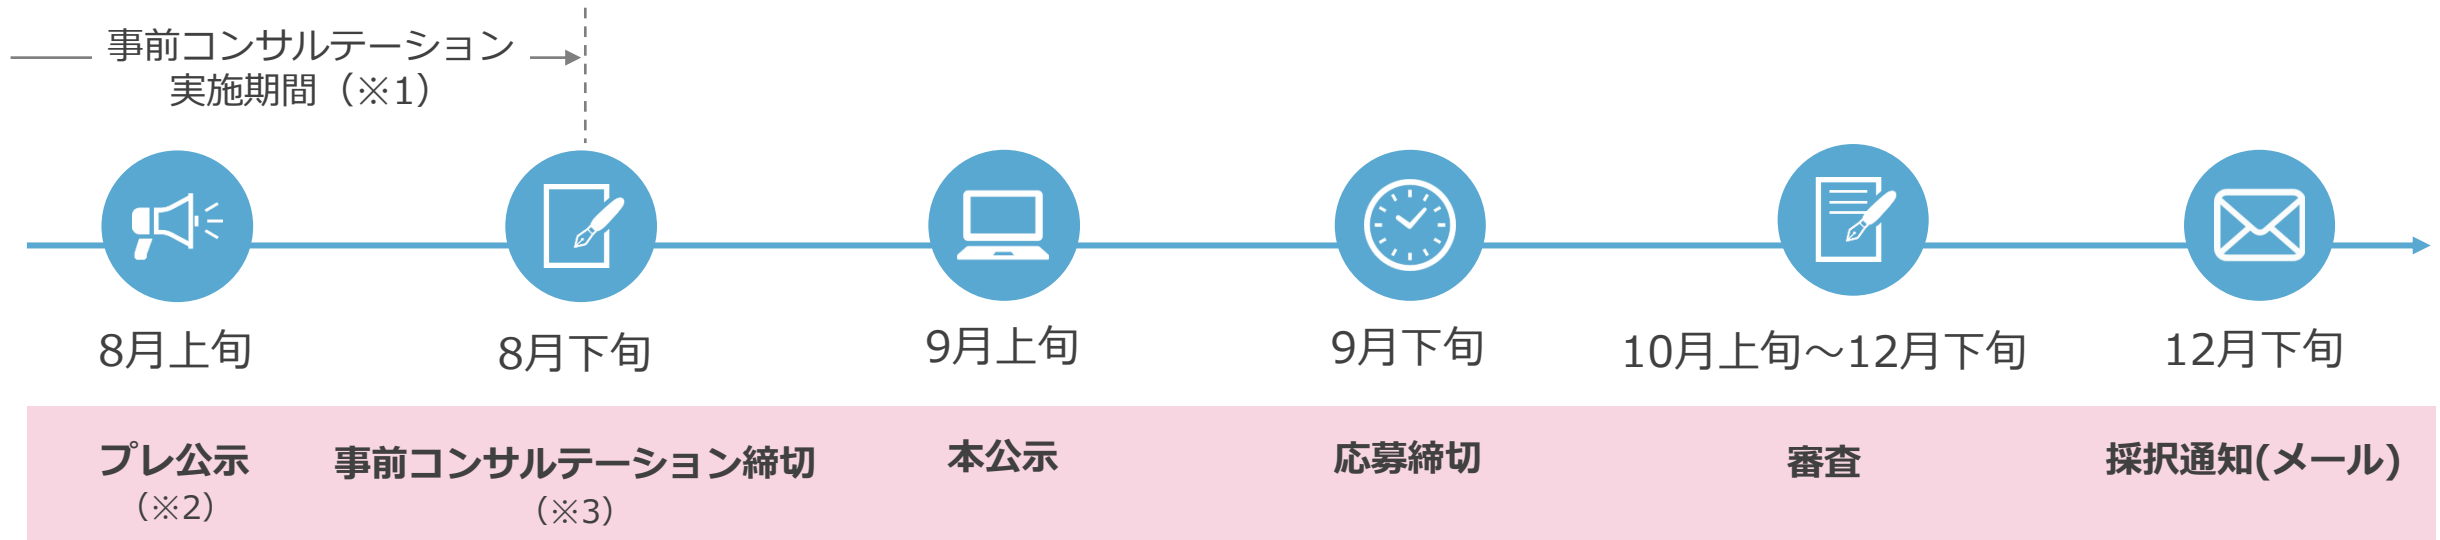 事前コンサルテーション
実施期間（※1）
8月上旬
8月下旬
9月上旬
9月下旬
10月上旬～12月下旬
12月下旬
プレ公示
（※2）
事前コンサルテーション締切
（※3）
本公示
応募締切
審査
採択通知(メール)